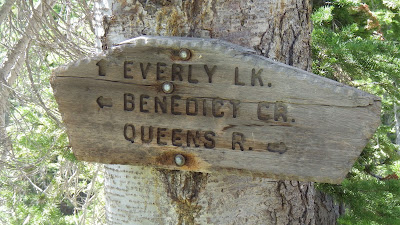 ↑ EVERLY LK.
← BENEDICT CR.
QUEENS R. →